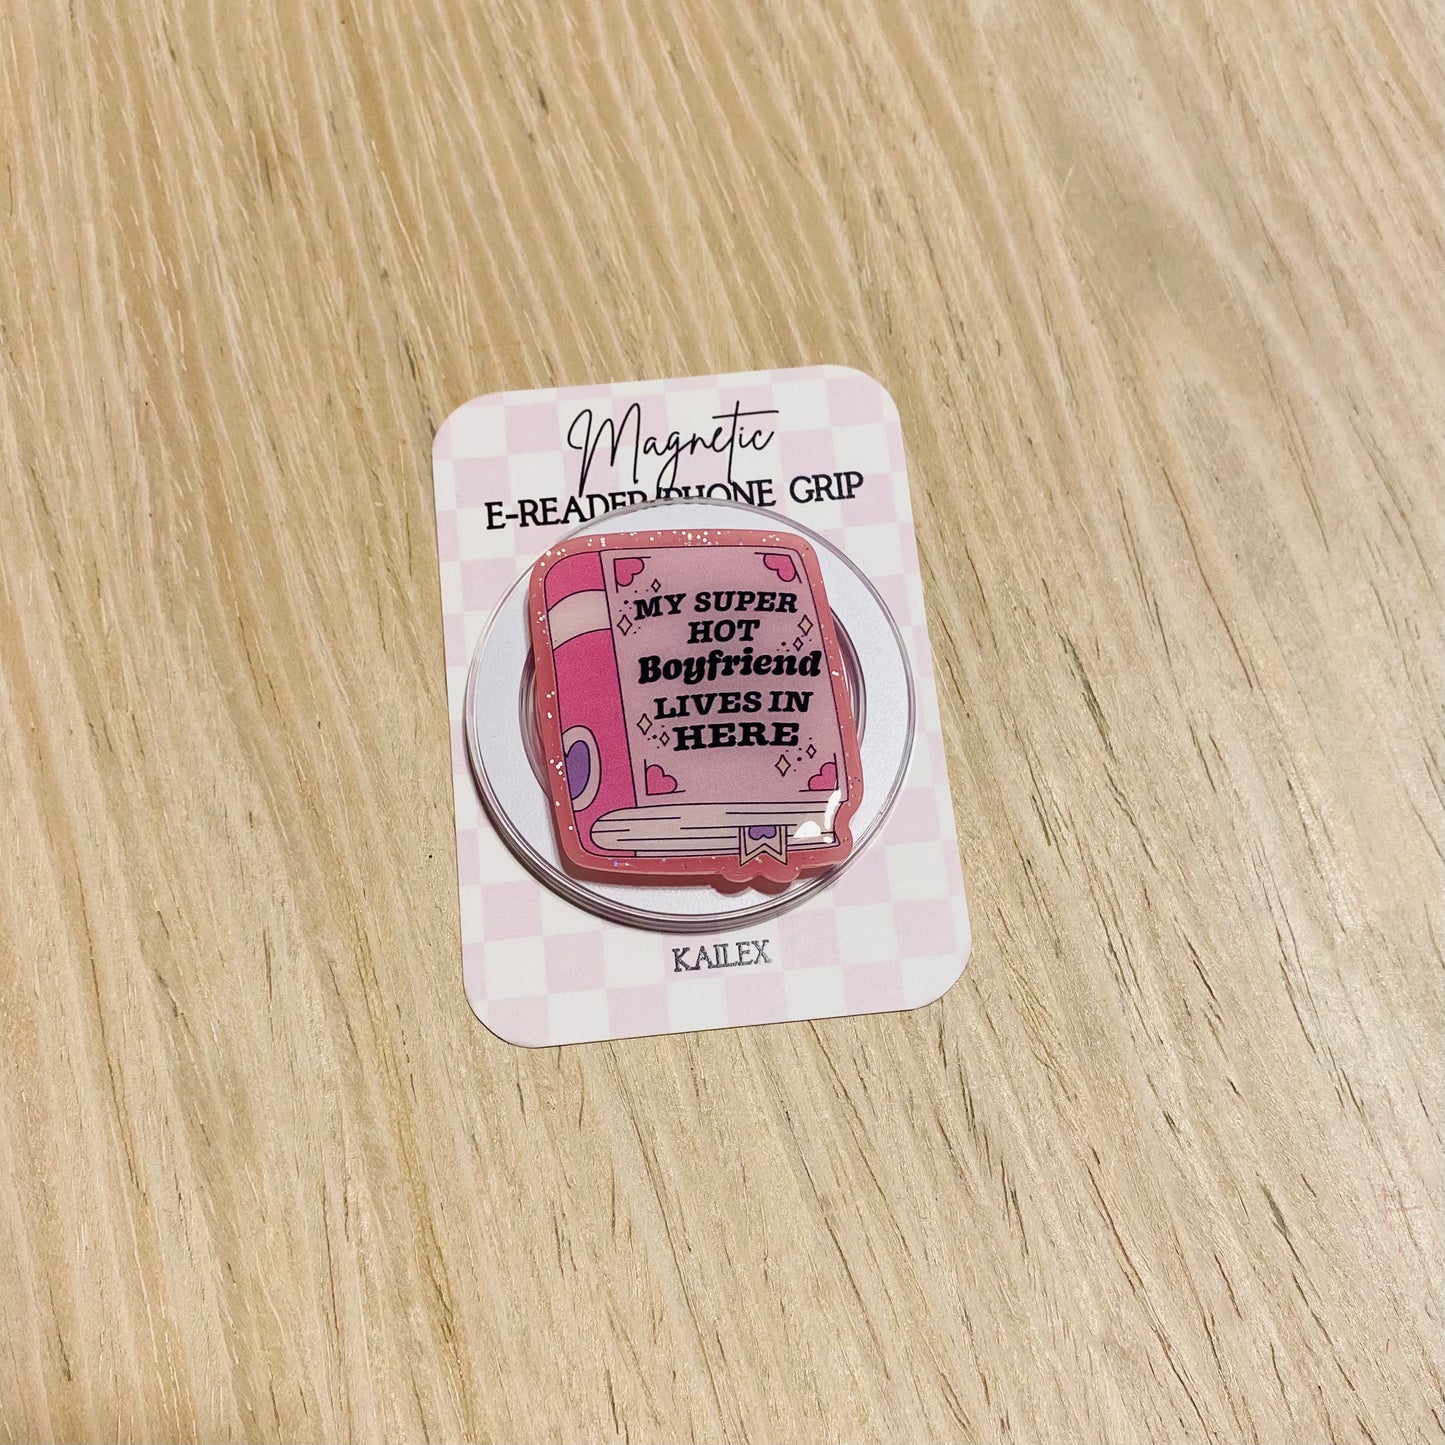 Magnetic
E-READER/PHONE GRIP
MY SUPER
HOT
Boyfriend
LIVES IN
HERE
KAILEX